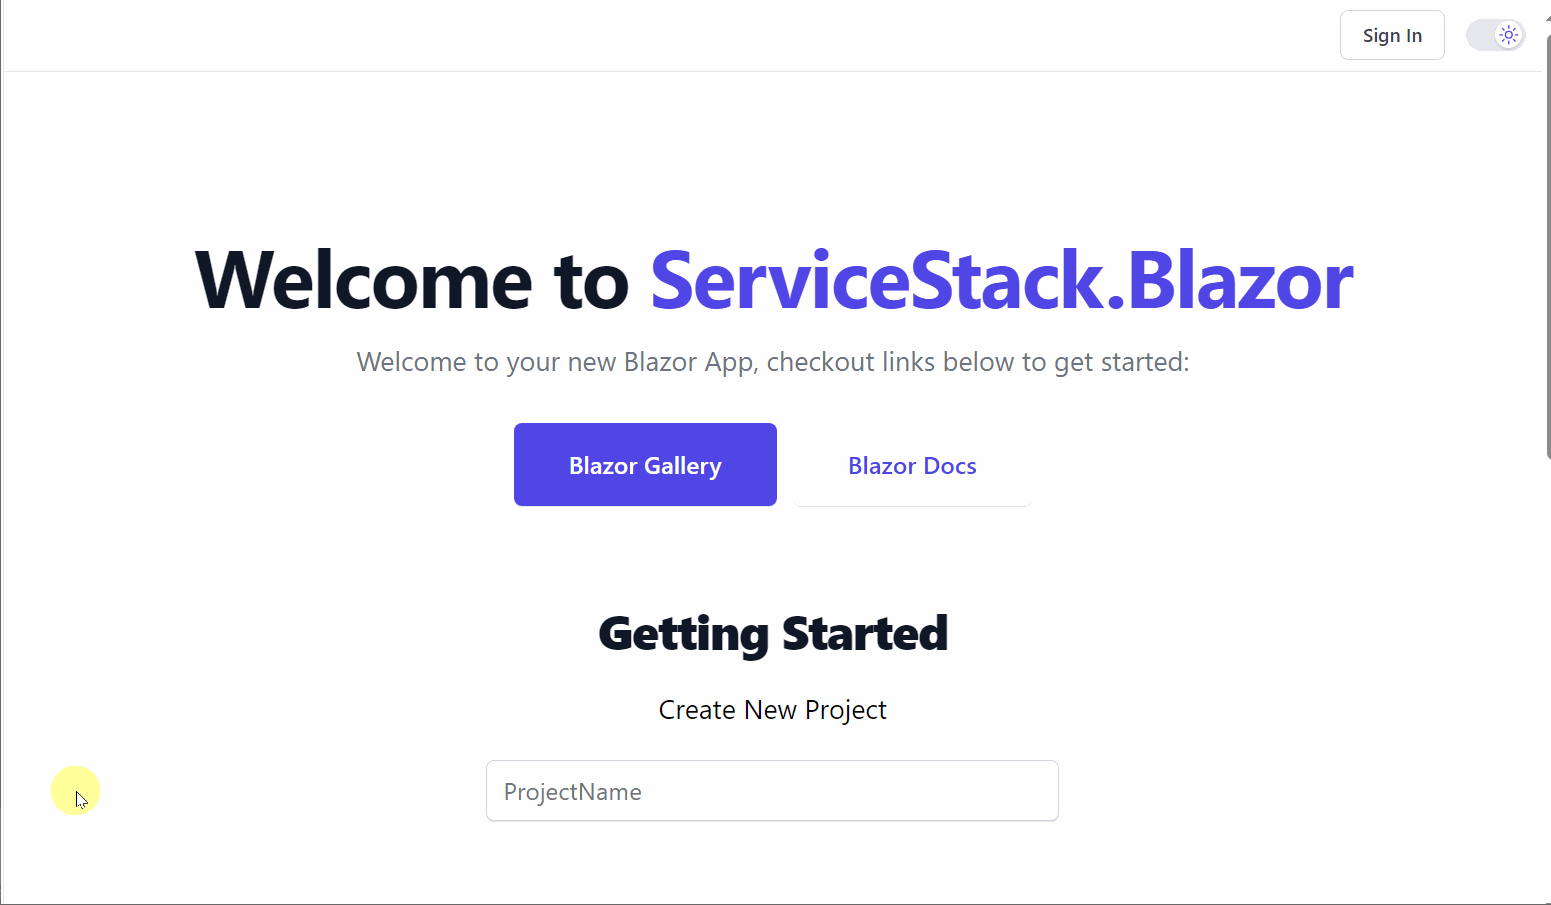 Sign In
Welcome to ServiceStack.Blazor
Welcome to your new Blazor App, checkout links below to get started:
Blazor Gallery
Blazor Docs
Getting Started
Create New Project
ProjectName